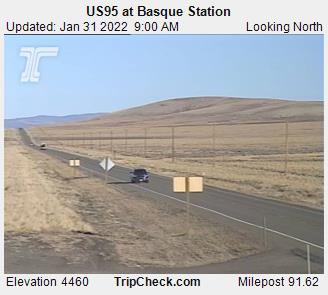 US95 at Basque Station
Updated: Jan 31 2022 9:00 AM Looking North
Elevation 4460 TripCheck.com Milepost 91.62